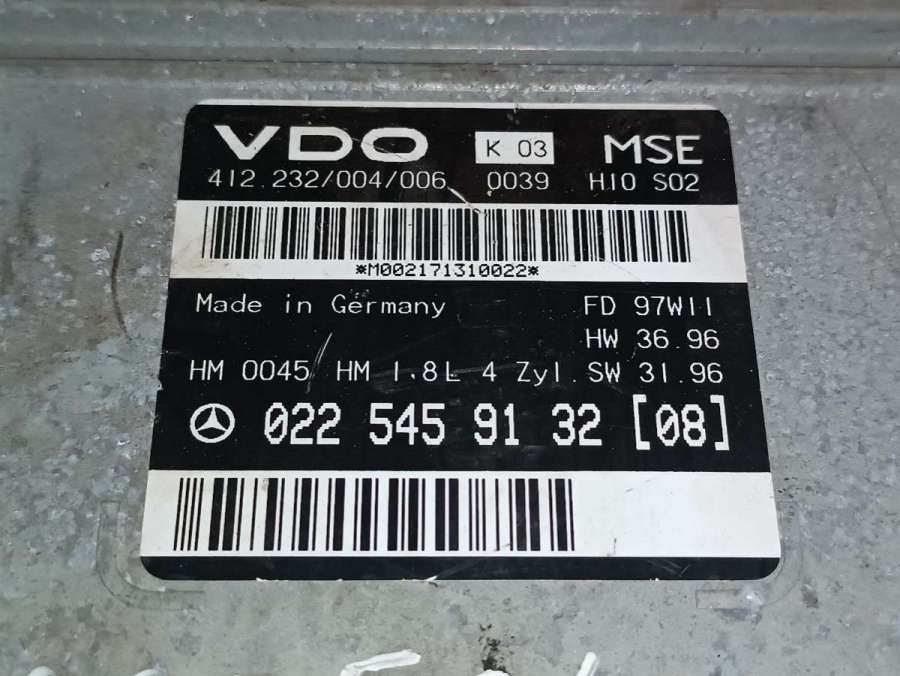 VDO K 03 MSE
412.232/004/006 0039 H10 S02
*M002171310022*
Made in Germany FD 97W11
HW 36.96
HM 0045 HM 1.8L 4 Zyl. SW 31.96
022 545 91 32 [08]